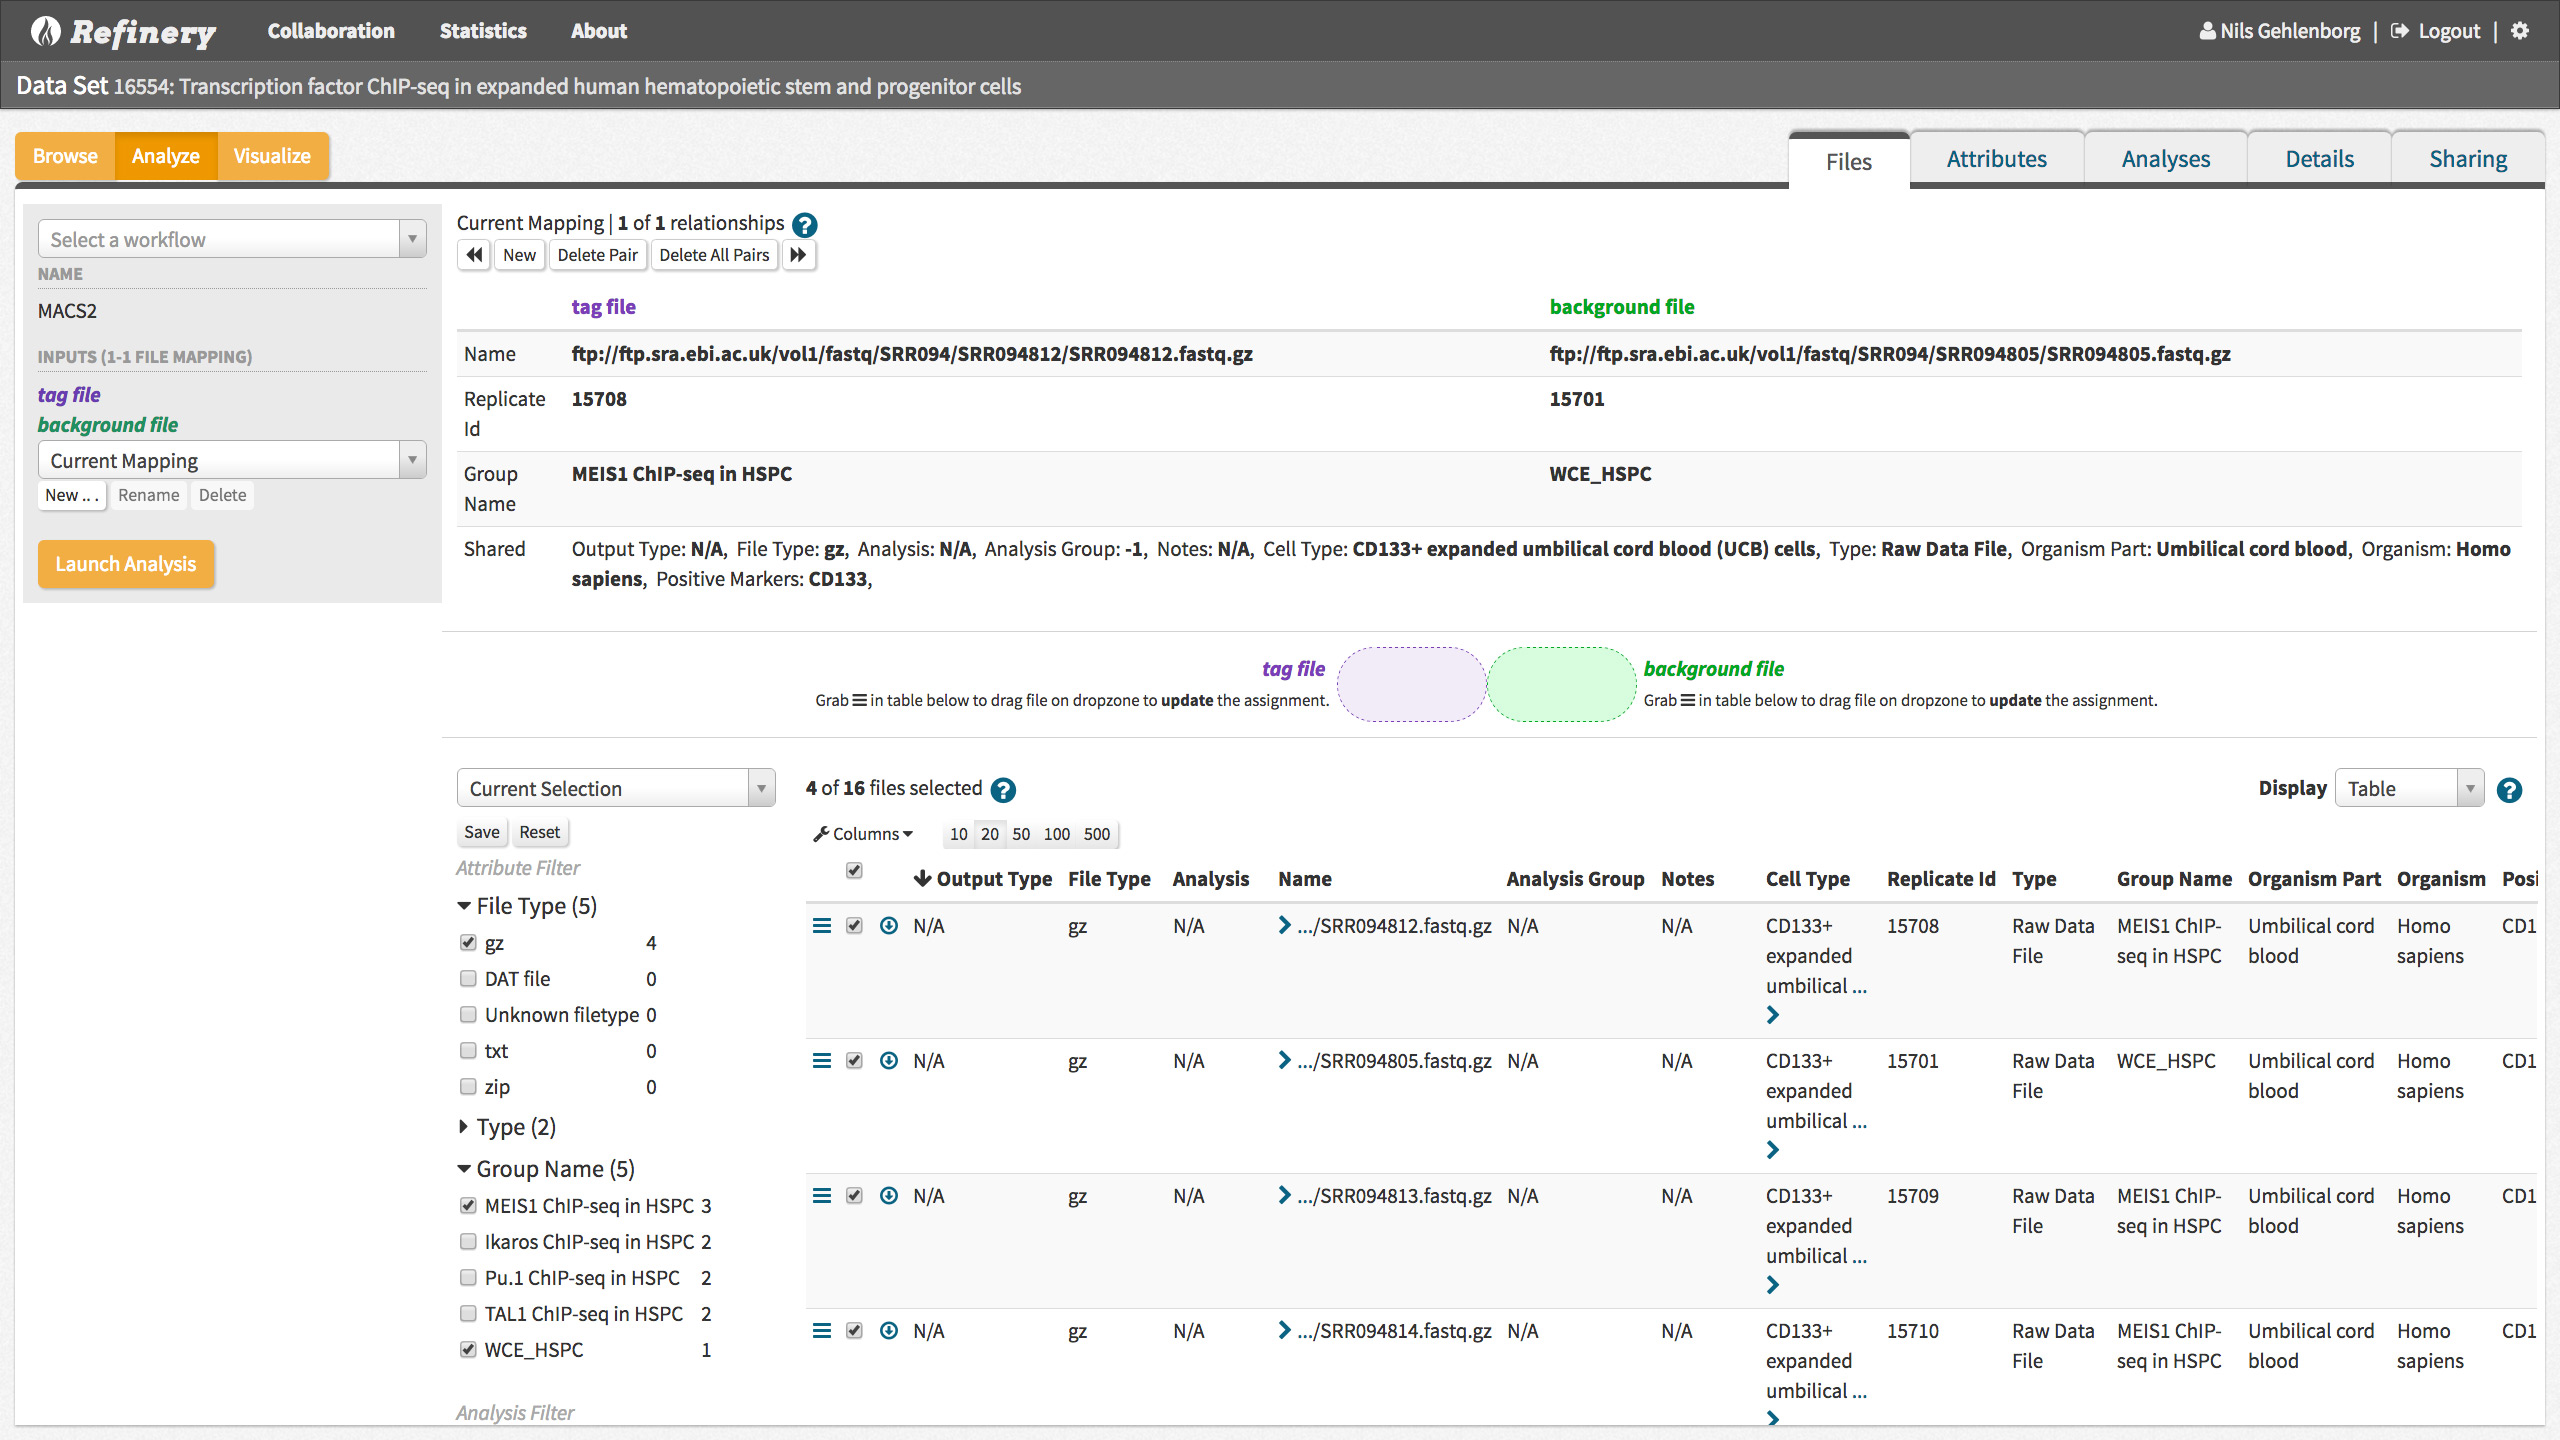 Refinery Collaboration Statistics About Nils Gehlenborg | Logout |
Data Set 16554: Transcription factor ChIP-seq in expanded human hematopoietic stem and progenitor cells
Browse Analyze Visualize
Files Attributes Analyses Details Sharing
Select a workflow
NAME
MACS2
INPUTS (1-1 FILE MAPPING)
tag file
background file
Current Mapping
New .. . Rename Delete
Launch Analysis
Current Mapping | 1 of 1 relationships ?
New Delete Pair Delete All Pairs
tag file background file
Name ftp://ftp.sra.ebi.ac.uk/vol1/fastq/SRR094/SRR094812/SRR094812.fastq.gz ftp://ftp.sra.ebi.ac.uk/vol1/fastq/SRR094/SRR094805/SRR094805.fastq.gz
Replicate 15708 15701
Id
Group MEIS1 ChIP-seq in HSPC WCE_HSPC
Name
Shared Output Type: N/A, File Type: gz, Analysis: N/A, Analysis Group: -1, Notes: N/A, Cell Type: CD133+ expanded umbilical cord blood (UCB) cells, Type: Raw Data File, Organism Part: Umbilical cord blood, Organism: Homo
sapiens, Positive Markers: CD133,
tag file background file
Grab in table below to drag file on dropzone to update the assignment. Grab in table below to drag file on dropzone to update the assignment.
Current Selection
Save Reset
Attribute Filter
File Type (5)
gz 4
DAT file 0
Unknown filetype 0
txt 0
zip 0
Type (2)
Group Name (5)
MEIS1 ChIP-seq in HSPC 3
Ikaros ChIP-seq in HSPC 2
Pu.1 ChIP-seq in HSPC 2
TAL1 ChIP-seq in HSPC 2
WCE_HSPC 1
Analysis Filter
4 of 16 files selected ? Display Table ?
Columns 10 20 50 100 500
Output Type File Type Analysis Name Analysis Group Notes Cell Type Replicate Id Type Group Name Organism Part Organism Posi
N/A gz N/A .../SRR094812.fastq.gz N/A N/A CD133+ 15708 Raw Data MEIS1 ChIP- Umbilical cord Homo CD1
expanded File seq in HSPC blood sapiens
umbilical ...
N/A gz N/A .../SRR094805.fastq.gz N/A N/A CD133+ 15701 Raw Data WCE_HSPC Umbilical cord Homo CD1
expanded File blood sapiens
umbilical ...
N/A gz N/A .../SRR094813.fastq.gz N/A N/A CD133+ 15709 Raw Data MEIS1 ChIP- Umbilical cord Homo CD1
expanded File seq in HSPC blood sapiens
umbilical ...
N/A gz N/A .../SRR094814.fastq.gz N/A N/A CD133+ 15710 Raw Data MEIS1 ChIP- Umbilical cord Homo CD1
expanded File seq in HSPC blood sapiens
umbilical ...